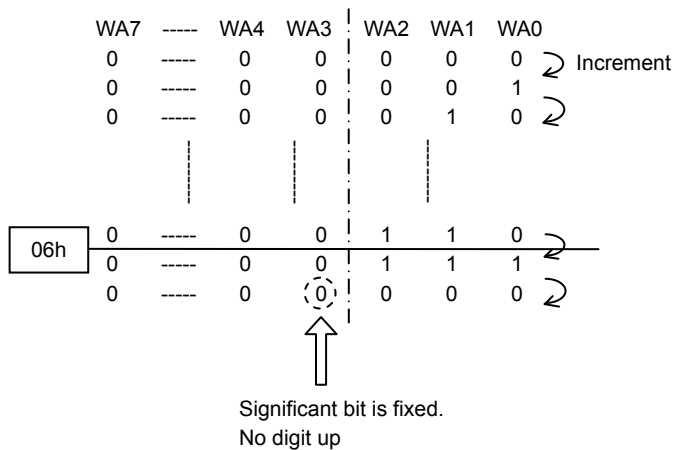 WA7 ----- WA4 WA3 WA2 WA1 WA0
0 ----- 0 0 0 0 0 Increment
0 ----- 0 0 0 0 1
0 ----- 0 0 0 1 0
0 ----- 0 0 1 1 0
06h
0 ----- 0 0 1 1 1
0 ----- 0 0 0 0 0
Significant bit is fixed.
No digit up